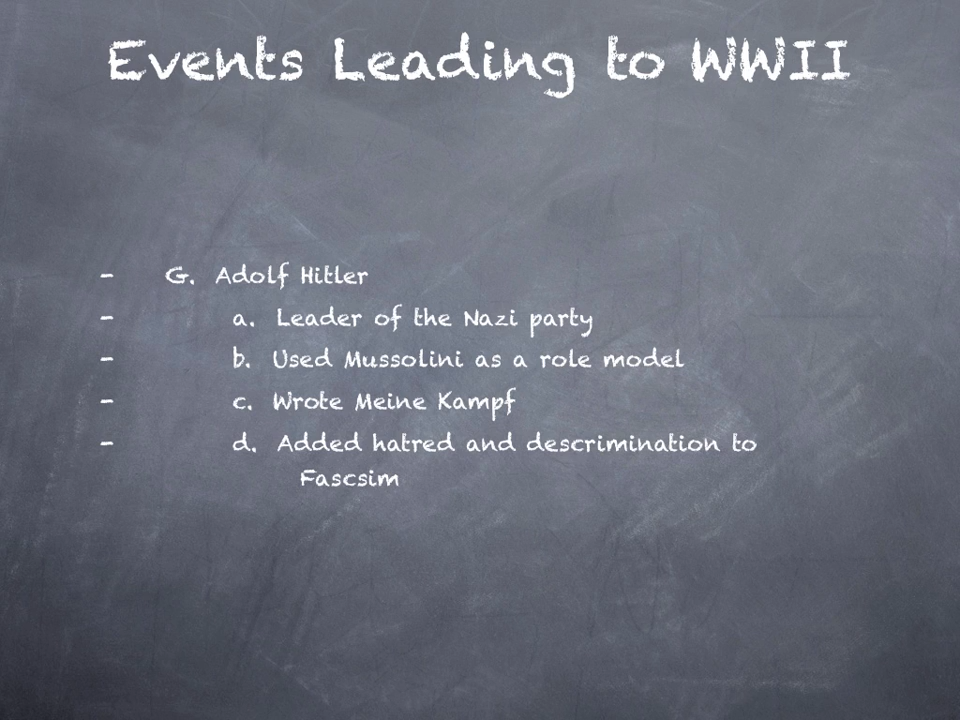 Events Leading to WWII
- G. Adolf Hitler
- a. Leader of the Nazi party
- b. Used Mussolini as a role model
- c. Wrote Meine Kampf
- d. Added hatred and descrimination to
Fascsim